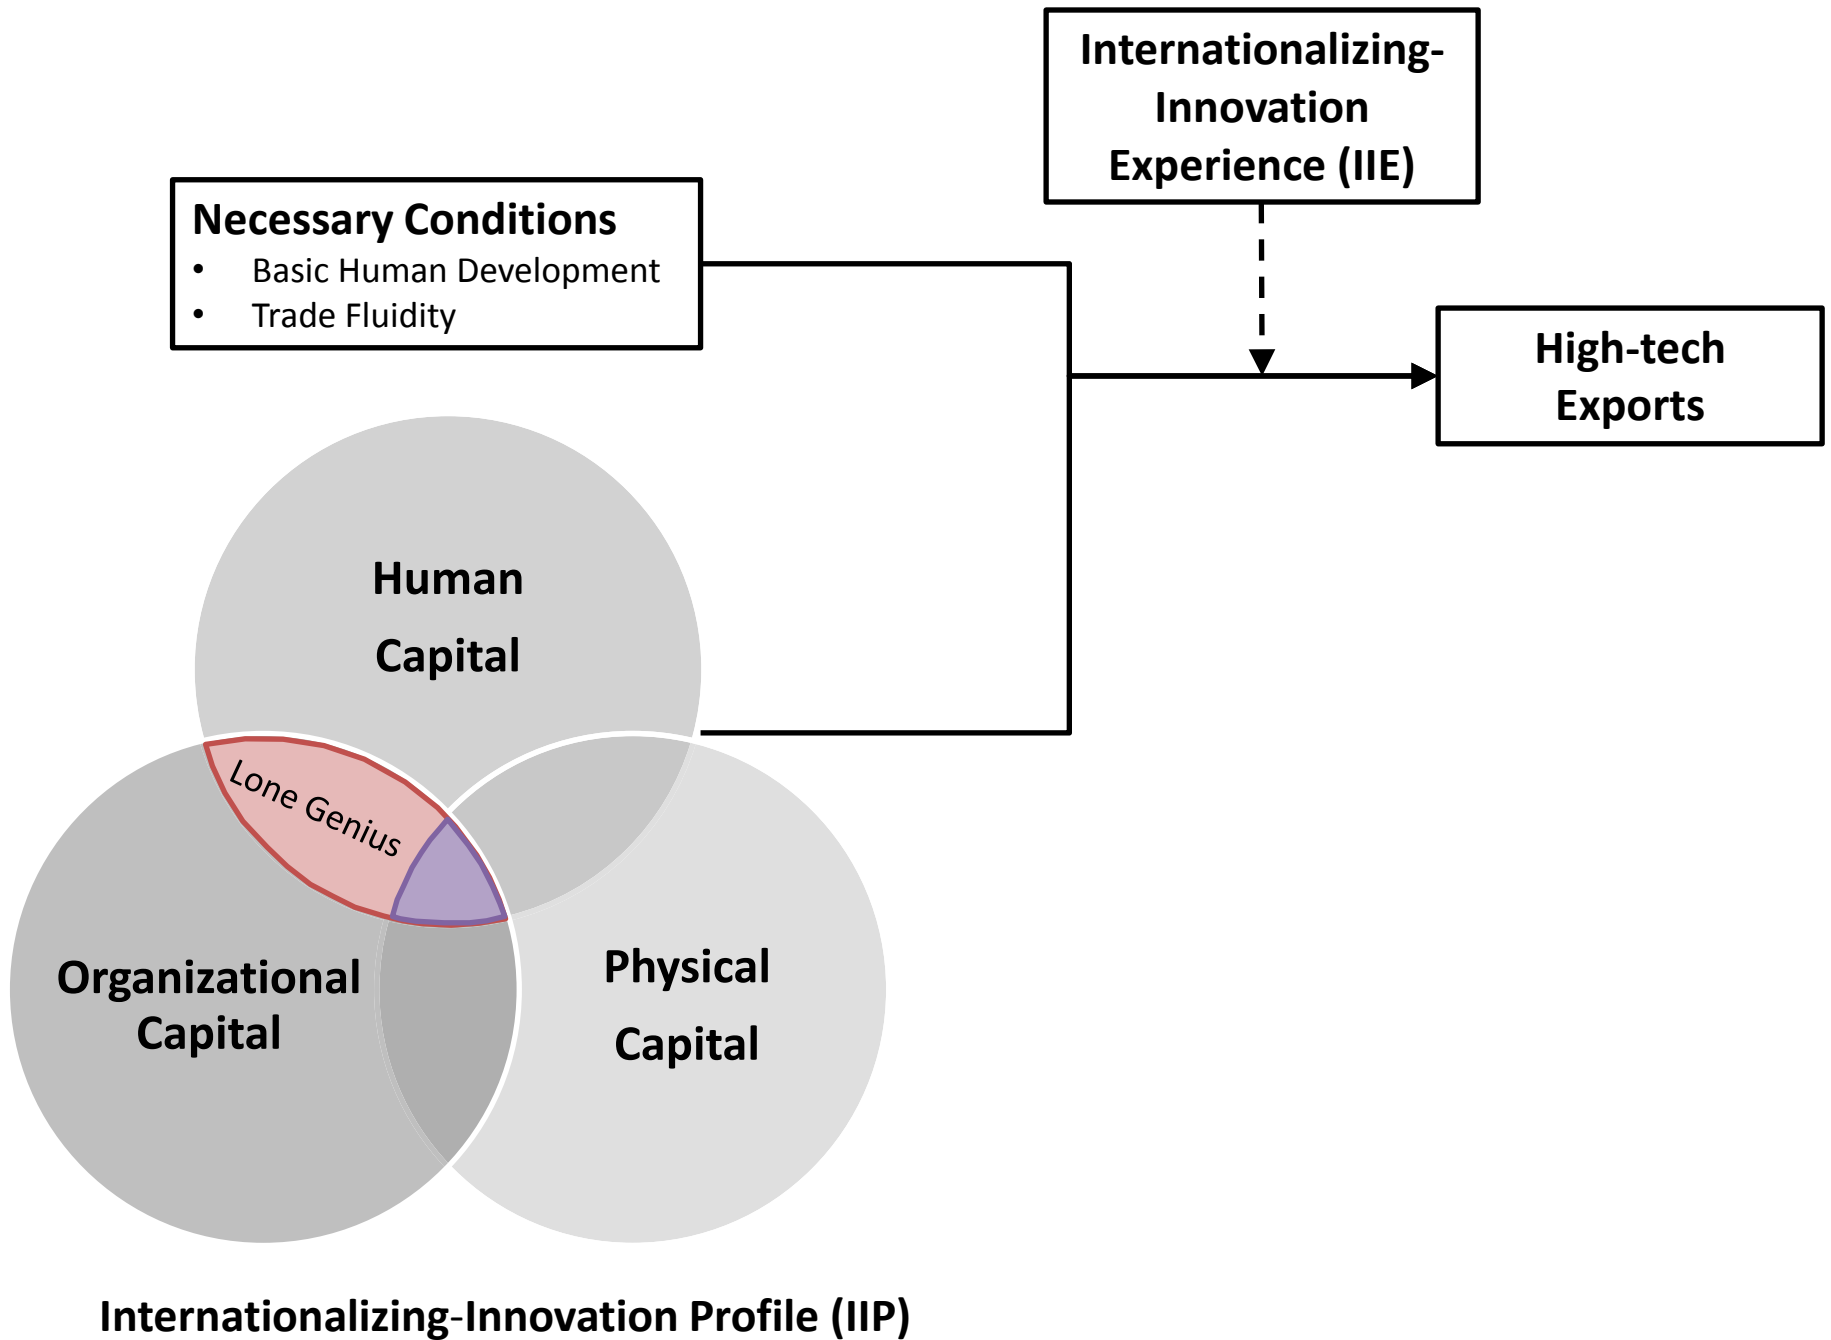 Internationalizing-
Innovation
Experience (IIE)
Necessary Conditions
• Basic Human Development
• Trade Fluidity
High-tech
Exports
Human
Capital
Lone Genius
Organizational
Capital
Physical
Capital
Internationalizing-Innovation Profile (IIP)